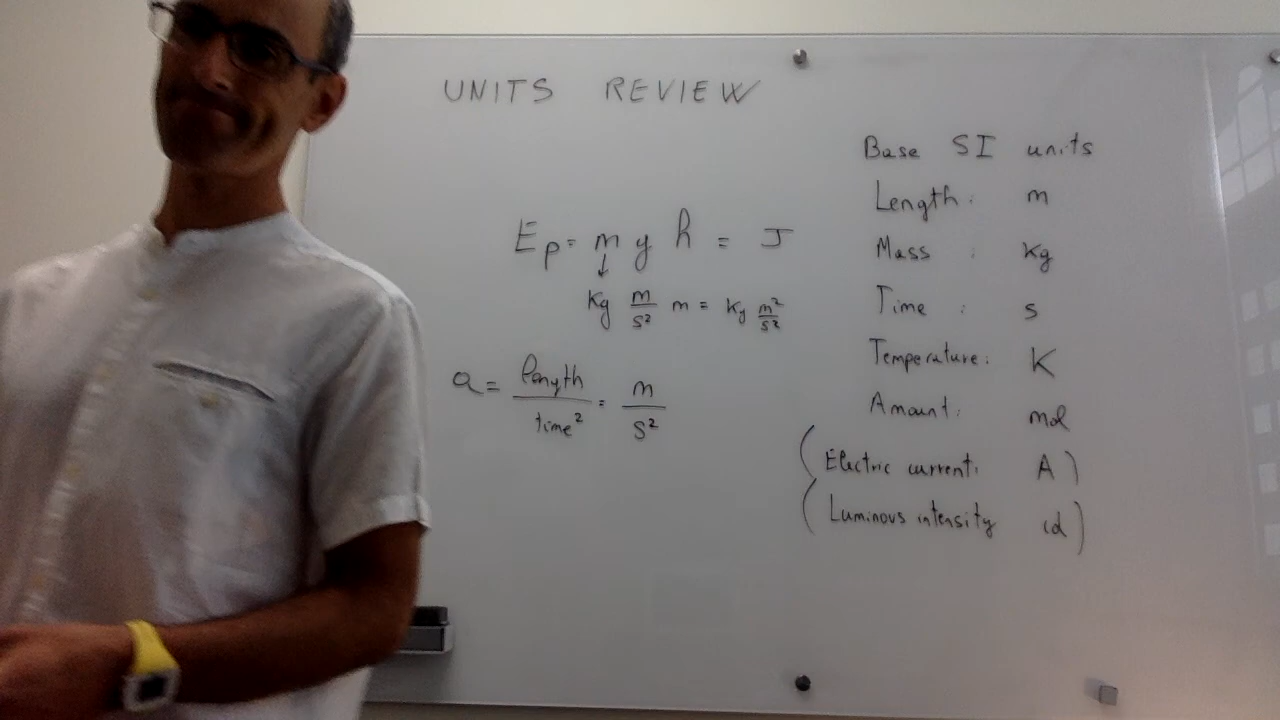 UNITS REVIEW
E_p = m g h = J
↓
kg m/s² m = kg m²/s²
a = length/time² = m/s²
Base SI units
Length: m
Mass : kg
Time : s
Temperature: K
Amount: mol
(Electric current: A)
(Luminous intensity cd)